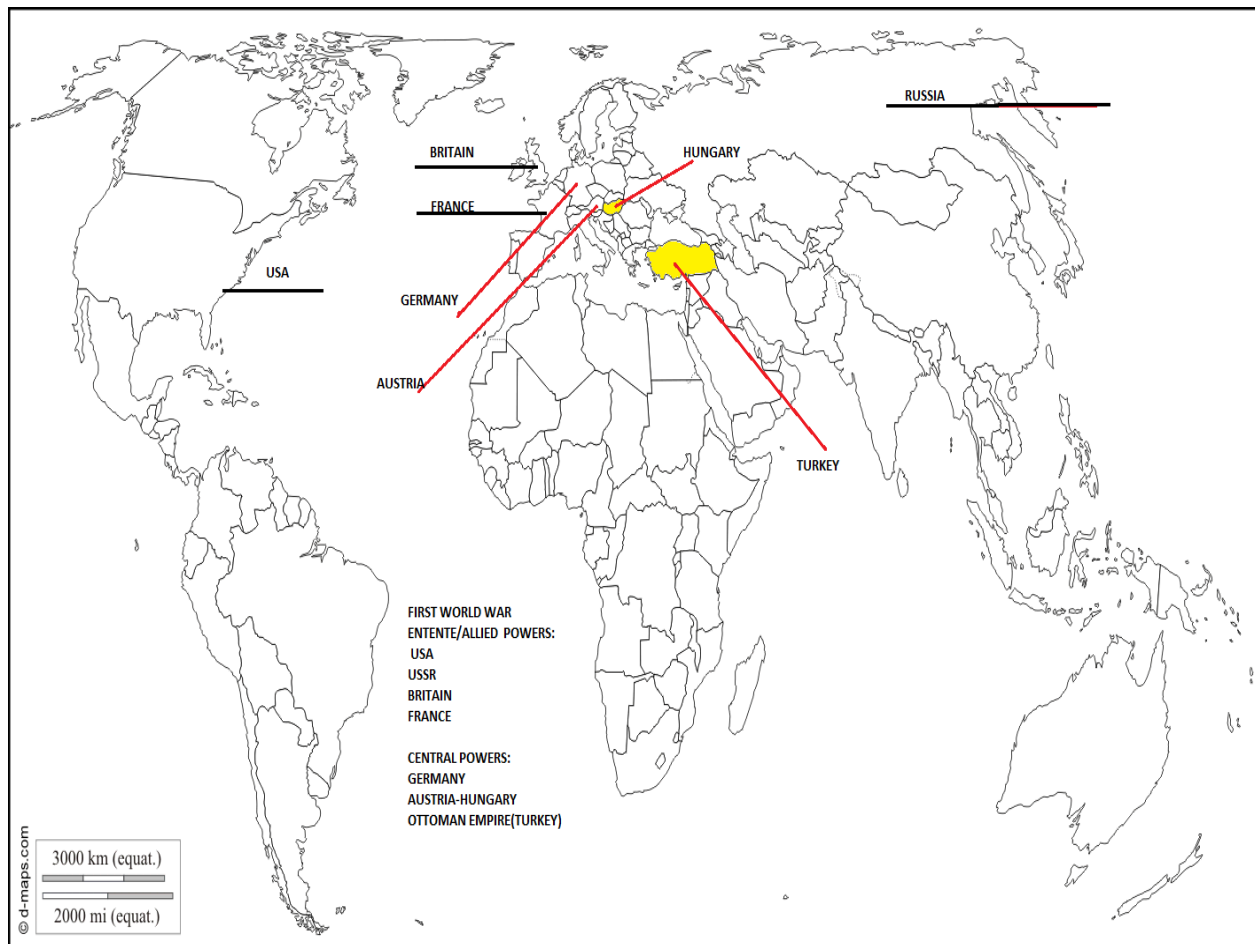 RUSSIA
BRITAIN
HUNGARY
FRANCE
USA
GERMANY
AUSTRIA
TURKEY
FIRST WORLD WAR
ENTENTE/ALLIED POWERS:
USA
USSR
BRITAIN
FRANCE
CENTRAL POWERS:
GERMANY
AUSTRIA-HUNGARY
OTTOMAN EMPIRE(TURKEY)
3000 km (equat.)
2000 mi (equat.)
© d-maps.com